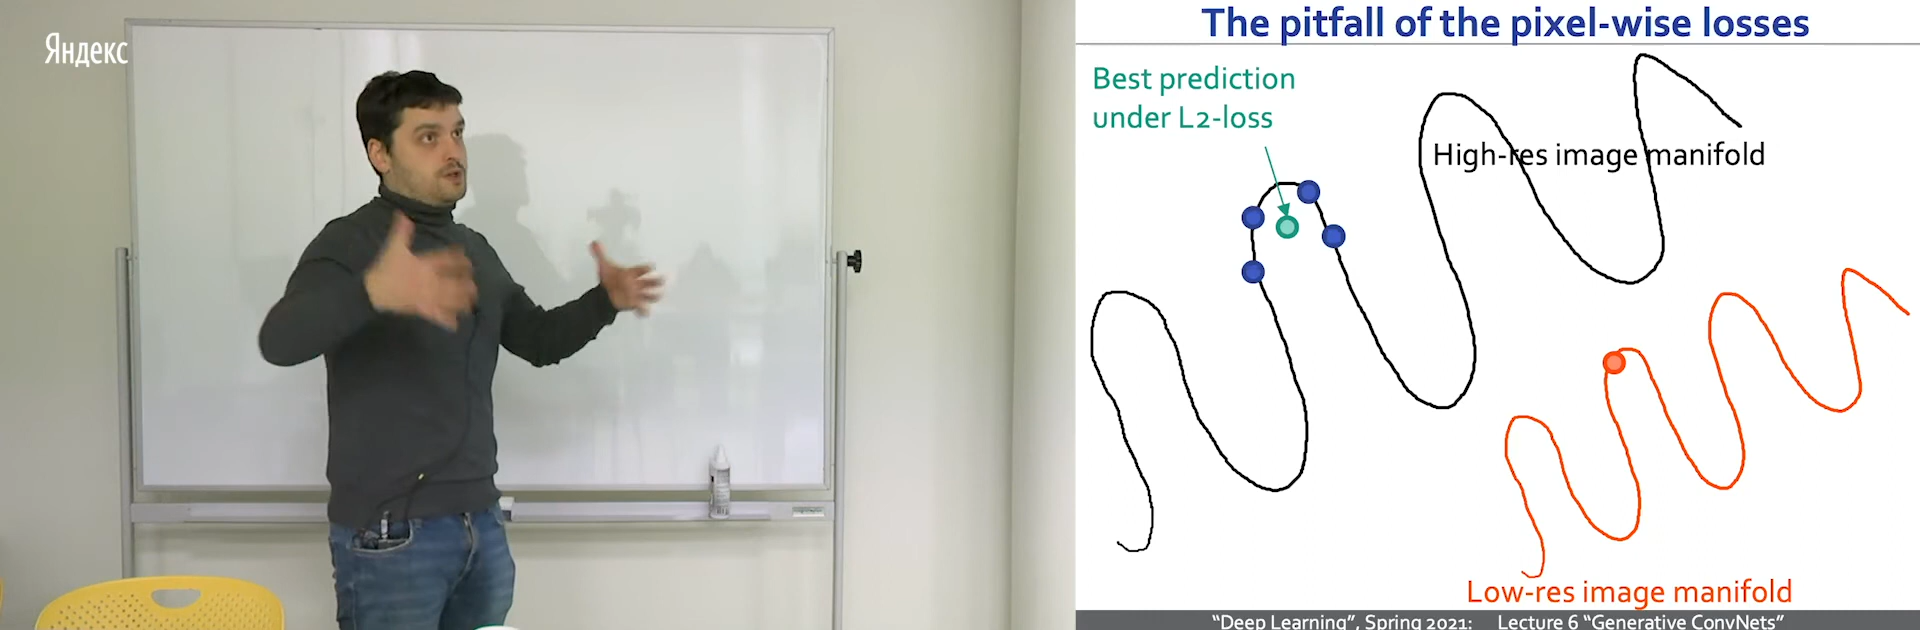 Яндекс
The pitfall of the pixel-wise losses
Best prediction
under L2-loss
High-res image manifold
Low-res image manifold
"Deep Learning", Spring 2021: Lecture 6 "Generative ConvNets"